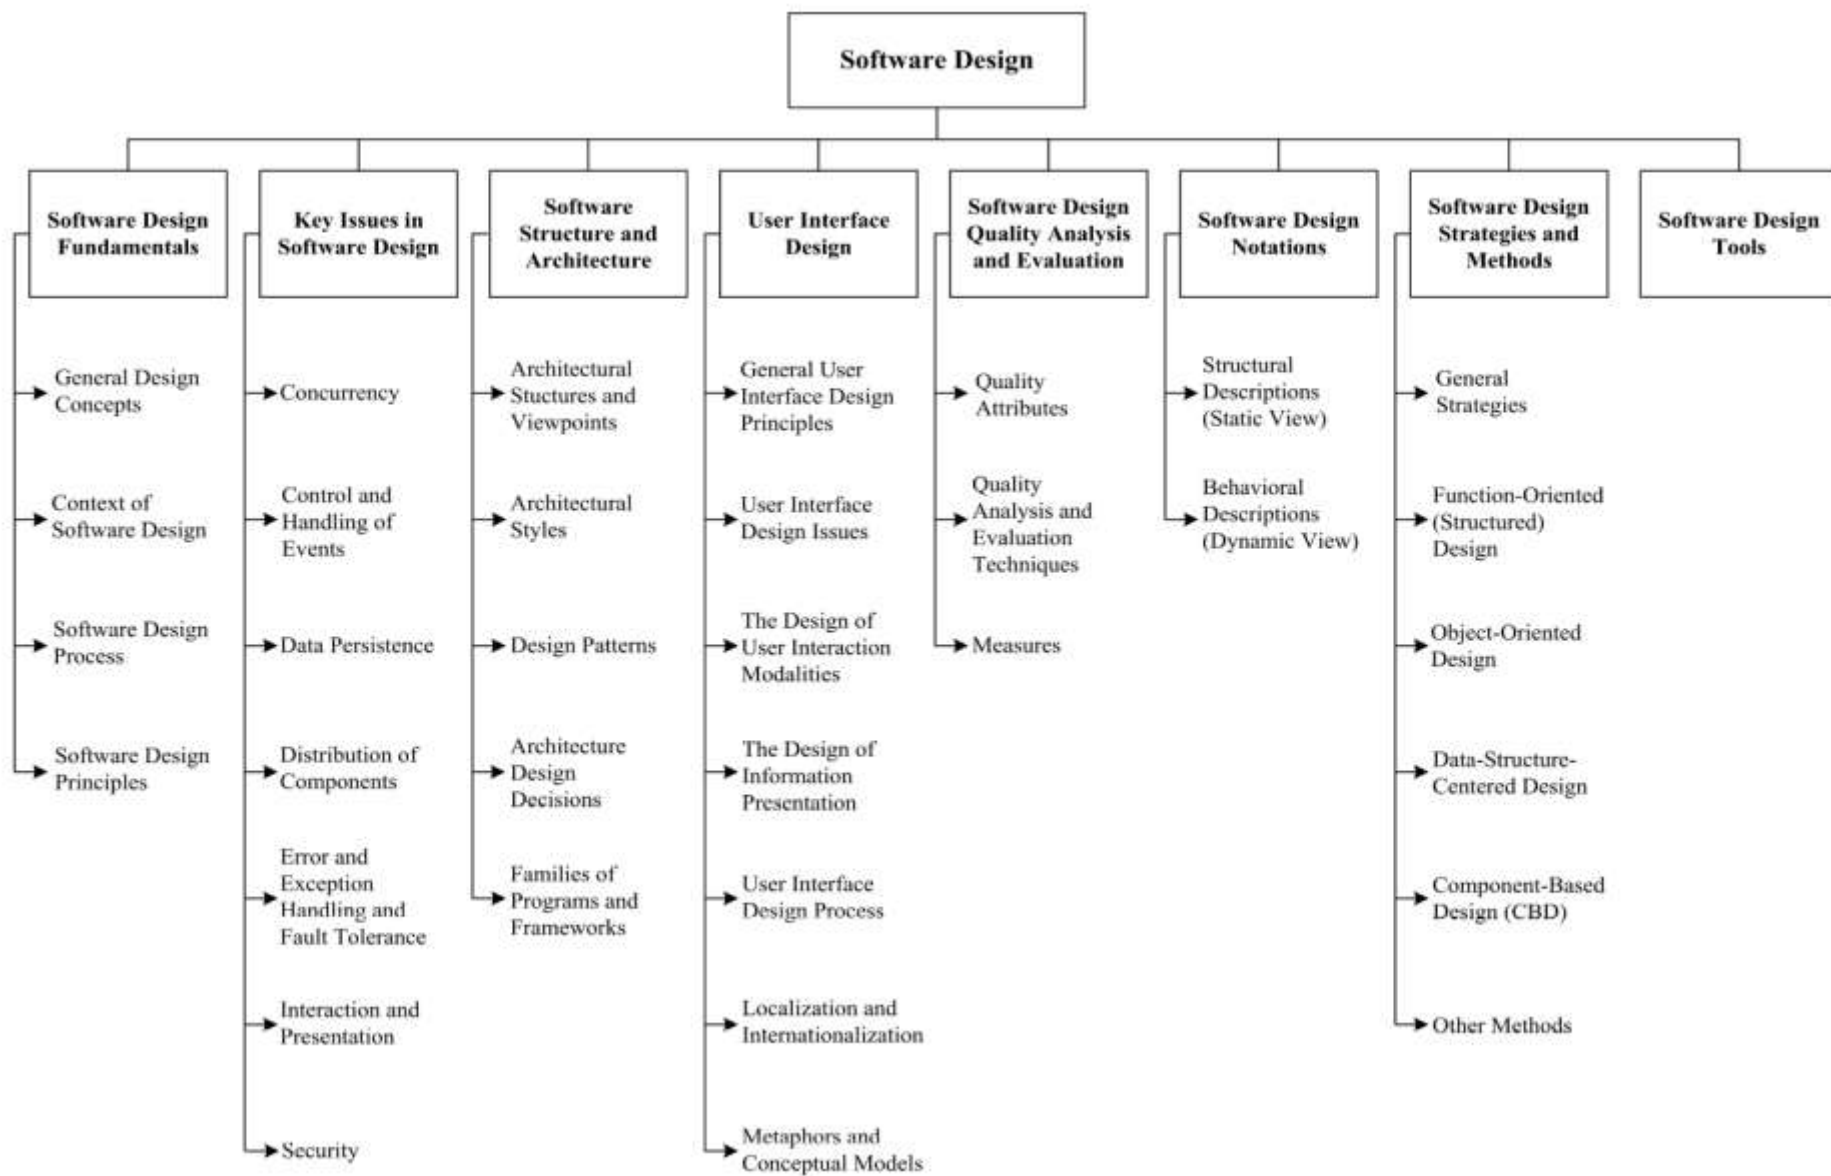 Software Design
Software Design
Fundamentals
Key Issues in
Software Design
Software
Structure and
Architecture
User Interface
Design
Software Design
Quality Analysis
and Evaluation
Software Design
Notations
Software Design
Strategies and
Methods
Software Design
Tools
General Design
Concepts
Context of
Software Design
Software Design
Process
Software Design
Principles
Concurrency
Control and
Handling of
Events
Data Persistence
Distribution of
Components
Error and
Exception
Handling and
Fault Tolerance
Interaction and
Presentation
Security
Architectural
Stuctures and
Viewpoints
Architectural
Styles
Design Patterns
Architecture
Design
Decisions
Families of
Programs and
Frameworks
General User
Interface Design
Principles
User Interface
Design Issues
The Design of
User Interaction
Modalities
The Design of
Information
Presentation
User Interface
Design Process
Localization and
Internationalization
Metaphors and
Conceptual Models
Quality
Attributes
Quality
Analysis and
Evaluation
Techniques
Measures
Structural
Descriptions
(Static View)
Behavioral
Descriptions
(Dynamic View)
General
Strategies
Function-Oriented
(Structured)
Design
Object-Oriented
Design
Data-Structure-
Centered Design
Component-Based
Design (CBD)
Other Methods